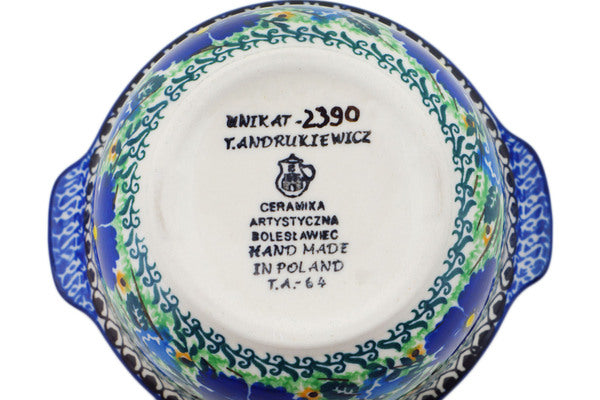 UNIKAT-2390
T.ANDRUKIEWICZ
CERAMIKA
ARTYSTYCZNA
BOLESŁAWIEC
HAND MADE
IN POLAND
T.A.-64